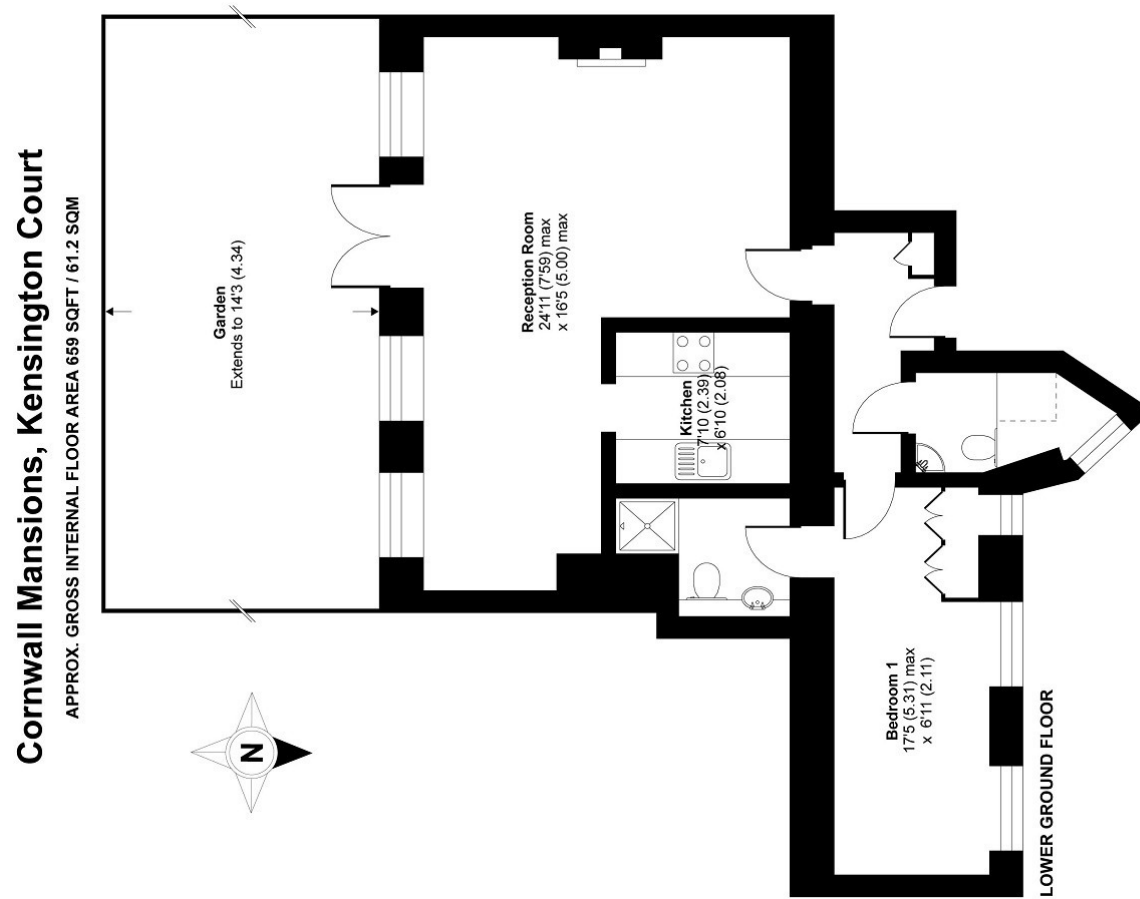 Cornwall Mansions, Kensington Court
APPROX. GROSS INTERNAL FLOOR AREA 659 SQFT / 61.2 SQM
Garden
Extends to 14'3 (4.34)
Reception Room
24'11 (7'59) max
x 16'5 (5.00) max
Kitchen
7'10 (2.39)
x 6'10 (2.08)
Bedroom 1
17'5 (5.31) max
x 6'11 (2.11)
N
LOWER GROUND FLOOR